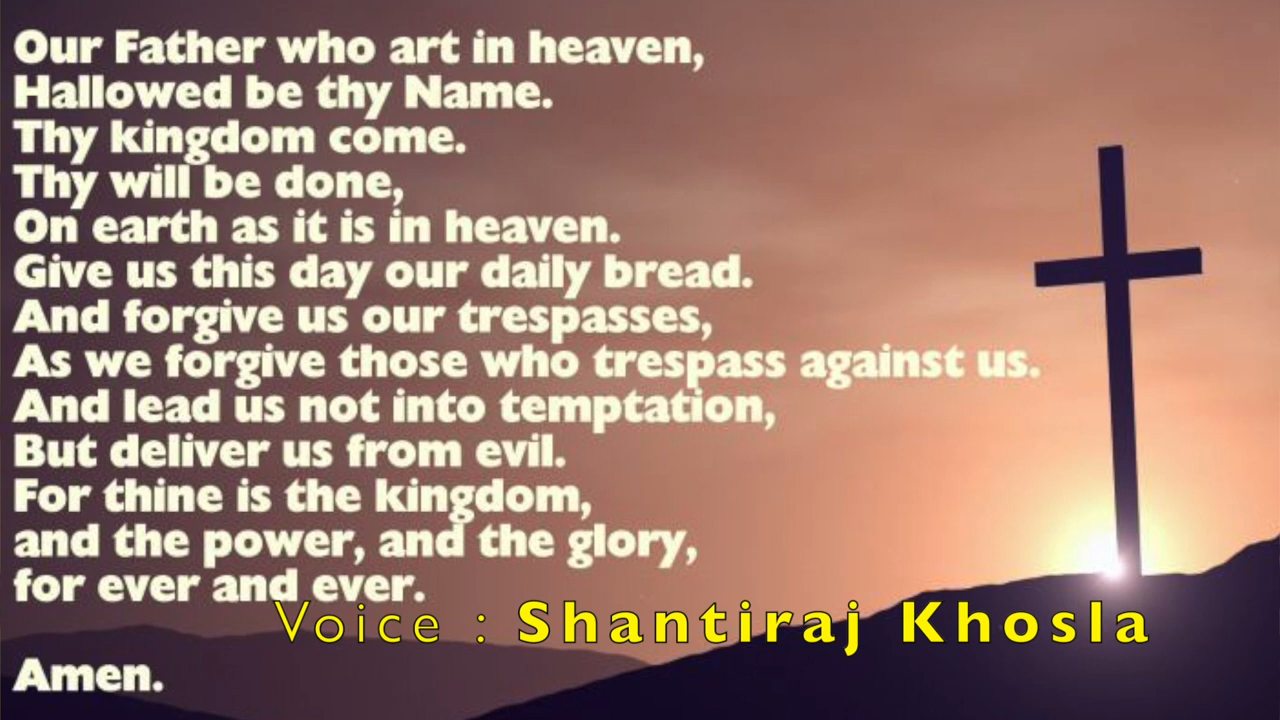 Our Father who art in heaven,
Hallowed be thy Name.
Thy kingdom come.
Thy will be done,
On earth as it is in heaven.
Give us this day our daily bread.
And forgive us our trespasses,
As we forgive those who trespass against us.
And lead us not into temptation,
But deliver us from evil.
For thine is the kingdom,
and the power, and the glory,
for ever and ever.
Voice : Shantiraj Khosla
Amen.